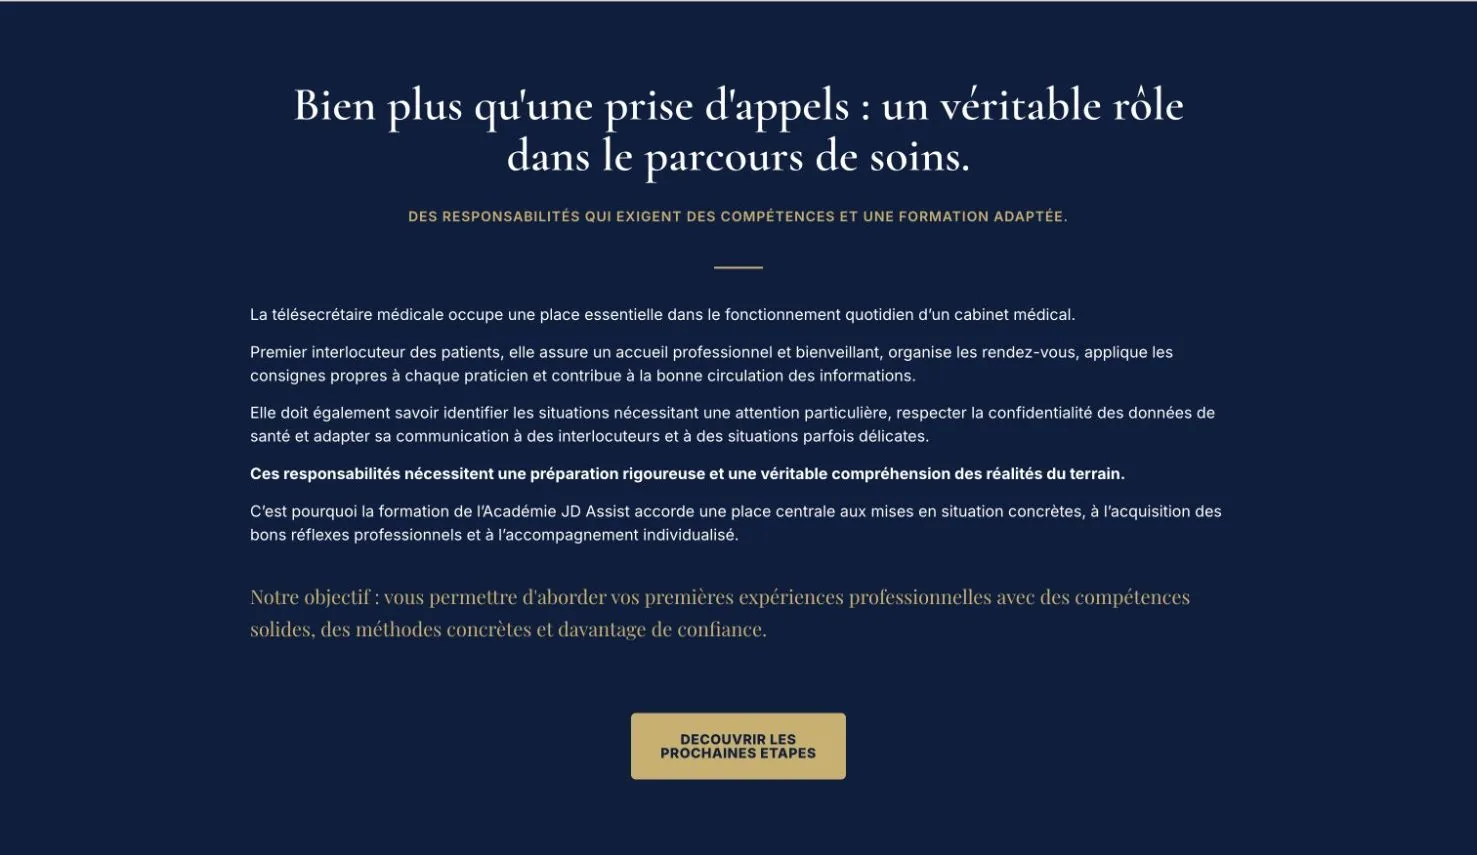 Bien plus qu'une prise d'appels : un véritable rôle
dans le parcours de soins.
DES RESPONSABILITÉS QUI EXIGENT DES COMPÉTENCES ET UNE FORMATION ADAPTÉE.
La télésecrétaire médicale occupe une place essentielle dans le fonctionnement quotidien d’un cabinet médical.
Premier interlocuteur des patients, elle assure un accueil professionnel et bienveillant, organise les rendez-vous, applique les
consignes propres à chaque praticien et contribue à la bonne circulation des informations.
Elle doit également savoir identifier les situations nécessitant une attention particulière, respecter la confidentialité des données de
santé et adapter sa communication à des interlocuteurs et à des situations parfois délicates.
Ces responsabilités nécessitent une préparation rigoureuse et une véritable compréhension des réalités du terrain.
C’est pourquoi la formation de l’Académie JD Assist accorde une place centrale aux mises en situation concrètes, à l’acquisition des
bons réflexes professionnels et à l’accompagnement individualisé.
Notre objectif : vous permettre d'aborder vos premières expériences professionnelles avec des compétences
solides, des méthodes concrètes et davantage de confiance.
DECOUVRIR LES
PROCHAINES ETAPES